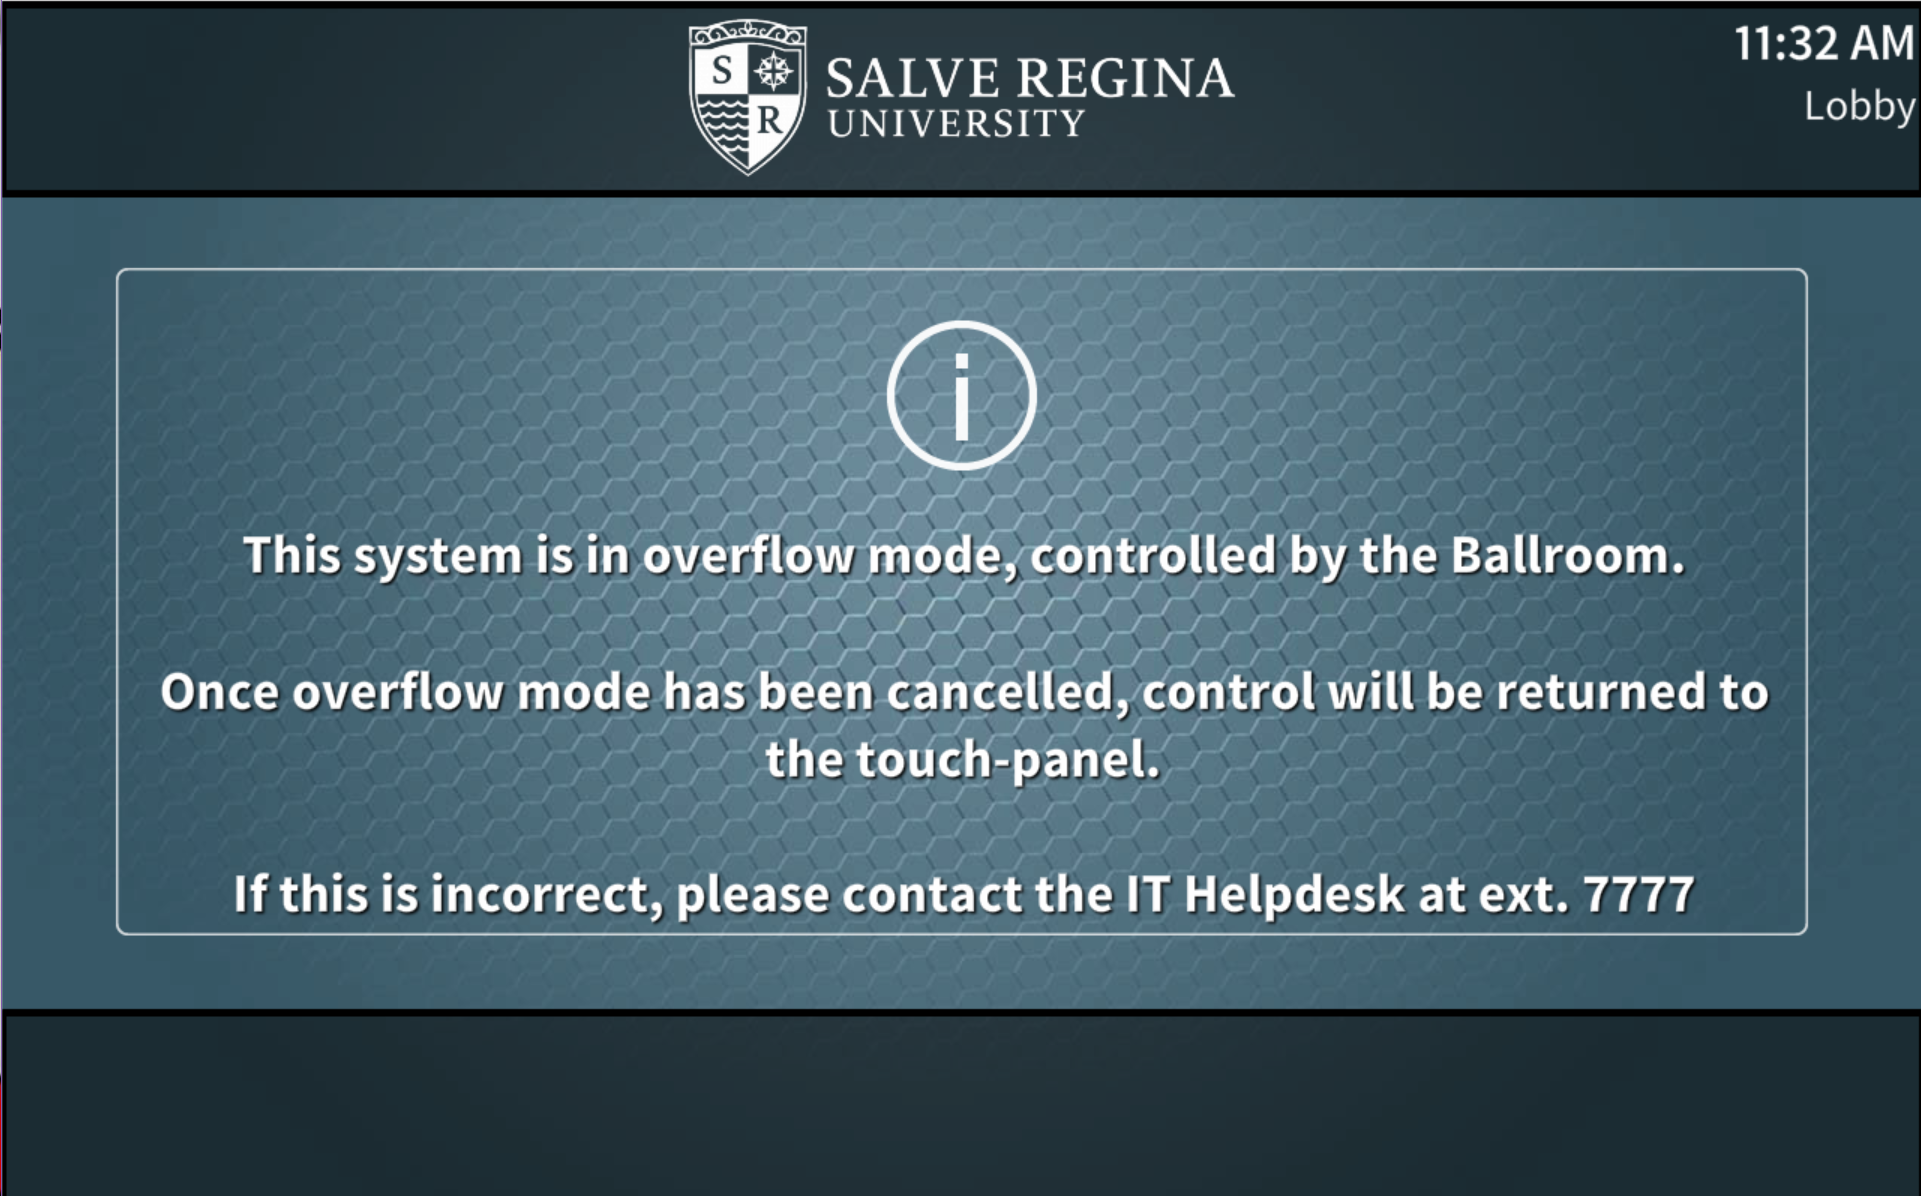 S
R
SALVE REGINA
UNIVERSITY
11:32 AM
Lobby
i
This system is in overflow mode, controlled by the Ballroom.
Once overflow mode has been cancelled, control will be returned to
the touch-panel.
If this is incorrect, please contact the IT Helpdesk at ext. 7777